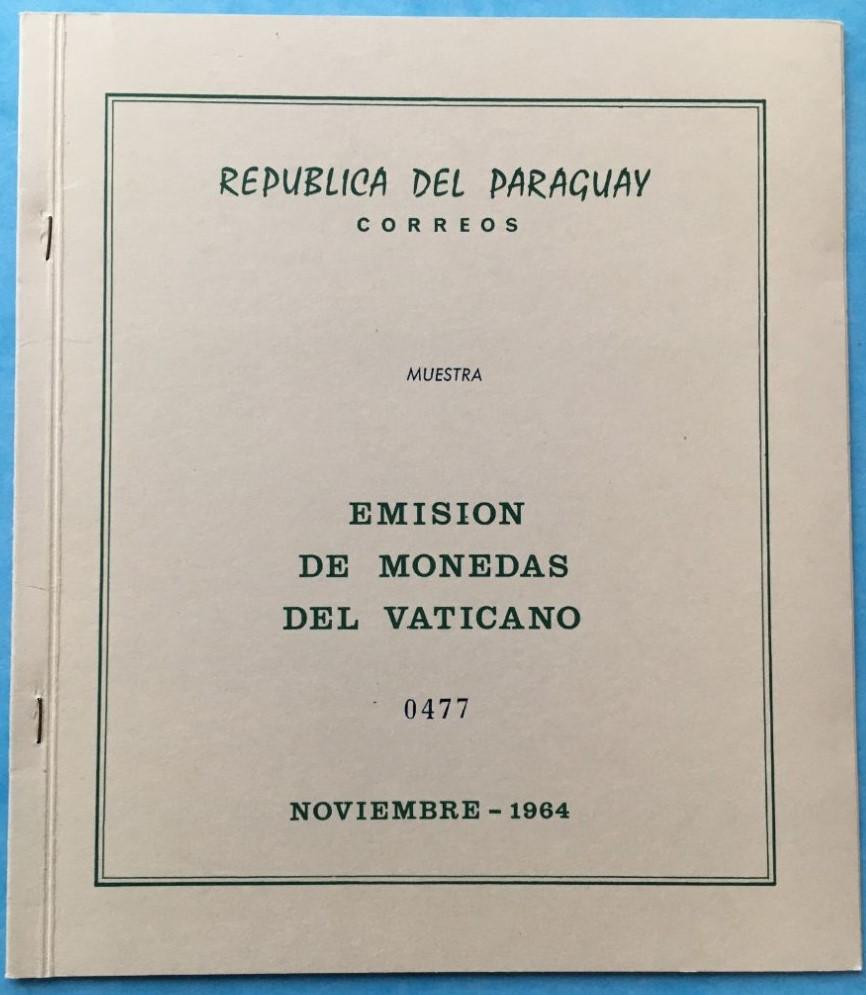 REPUBLICA DEL PARAGUAY
CORREOS
MUESTRA
EMISION
DE MONEDAS
DEL VATICANO
0477
NOVIEMBRE - 1964